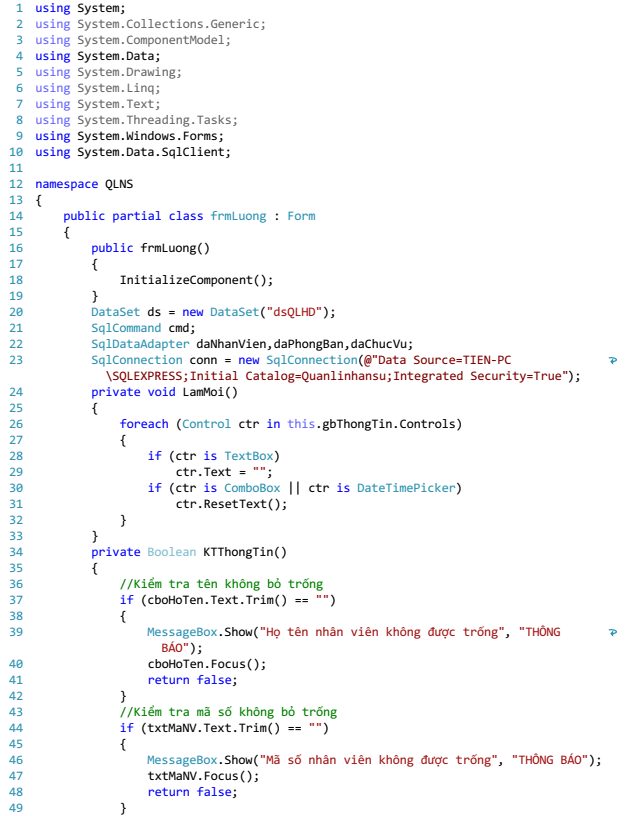 1 using System;
2 using System.Collections.Generic;
3 using System.ComponentModel;
4 using System.Data;
5 using System.Drawing;
6 using System.Linq;
7 using System.Text;
8 using System.Threading.Tasks;
9 using System.Windows.Forms;
10 using System.Data.SqlClient;
11
12 namespace QLNS
13 {
14     public partial class frmLuong : Form
15     {
16         public frmLuong()
17         {
18             InitializeComponent();
19         }
20         DataSet ds = new DataSet("dsQLHD");
21         SqlCommand cmd;
22         SqlDataAdapter daNhanVien,daPhongBan,daChucVu;
23         SqlConnection conn = new SqlConnection(@"Data Source=TIEN-PC
           \SQLEXPRESS;Initial Catalog=Quanlinhansu;Integrated Security=True");
24         private void LamMoi()
25         {
26             foreach (Control ctr in this.gbThongTin.Controls)
27             {
28                 if (ctr is TextBox)
29                     ctr.Text = "";
30                 if (ctr is ComboBox || ctr is DateTimePicker)
31                     ctr.ResetText();
32             }
33         }
34         private Boolean KTThongTin()
35         {
36             //Kiểm tra tên không bỏ trống
37             if (cboHoTen.Text.Trim() == "")
38             {
39                 MessageBox.Show("Họ tên nhân viên không được trống", "THÔNG
                   BÁO");
40                 cboHoTen.Focus();
41                 return false;
42             }
43             //Kiểm tra mã số không bỏ trống
44             if (txtMaNV.Text.Trim() == "")
45             {
46                 MessageBox.Show("Mã số nhân viên không được trống", "THÔNG BÁO");
47                 txtMaNV.Focus();
48                 return false;
49             }